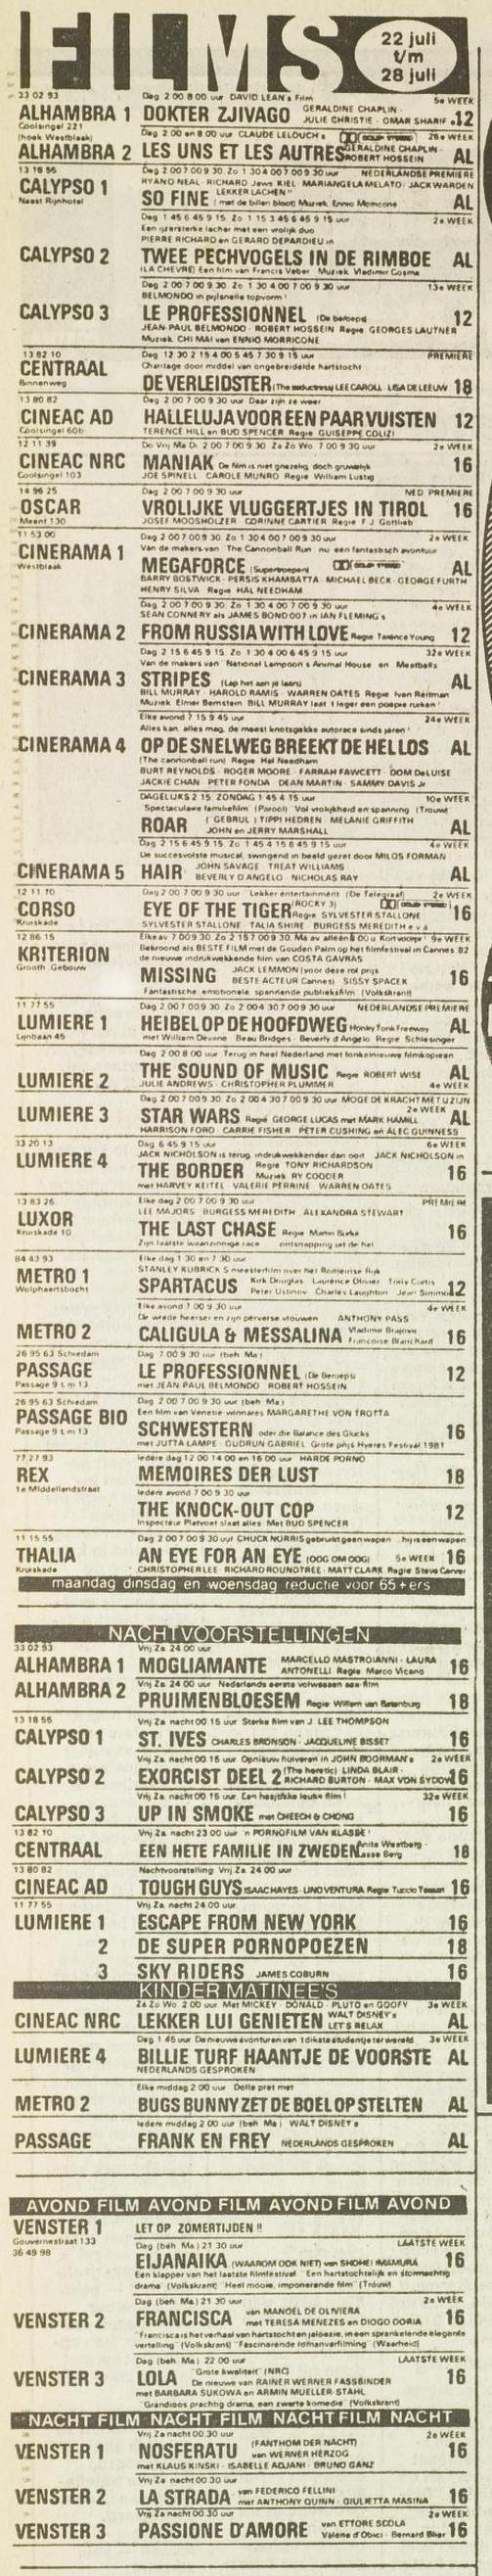 FILMS
22 juli
t/m
28 juli
33 02 93 Dag 2 00 8 00 uur DAVID LEAN's Film 5e WEEK
ALHAMBRA 1 DOKTER ZJIVAGO GERALDINE CHAPLIN · JULIE CHRISTIE · OMAR SHARIF 12
Coolsingel 221
(hoek Westblaak) Dag 2 00 en 8 00 uur CLAUDE LELOUCH's 26e WEEK
ALHAMBRA 2 LES UNS ET LES AUTRES GERALDINE CHAPLIN · ROBERT HOSSEIN AL
13 18 56 Dag 2 00 7 00 9 30 Zo 1 30 4 00 7 00 9 30 uur NEDERLANDSE PREMIERE
CALYPSO 1 RYAN O NEAL RICHARD Jaws KIEL MARIANGELA MELATO JACK WARDEN
Naast Rijnhotel SO FINE LEKKER LACHEN! met de billen bloot Muziek Ennio Morricone AL
Dag 1 45 6 45 9 15 Zo 1 15 3 45 6 45 9 15 uur 2e WEEK
Een ijzersterke lacher met een vrolijk duo
PIERRE RICHARD en GERARD DEPARDIEU in
CALYPSO 2 TWEE PECHVOGELS IN DE RIMBOE AL
(LA CHEVRE) Een film van Francis Veber Muziek Vladimir Cosma
Dag 2 00 7 00 9 30 Zo 1 30 4 00 7 00 9 30 uur 13e WEEK
BELMONDO in pijlsnelle topvorm!
CALYPSO 3 LE PROFESSIONNEL (De beroeps) 12
JEAN PAUL BELMONDO · ROBERT HOSSEIN Regie GEORGES LAUTNER
Muziek CHI MAI van ENNIO MORRICONE
13 82 10 Dag 12 30 2 15 4 00 5 45 7 30 9 15 uur PREMIERE
CENTRAAL Chantage door middel van ongebreidelde hartstocht
Binnenweg DE VERLEIDSTER (The seductress) LEE CAROLL LISA DE LEEUW 18
13 80 82 Dag 2 00 7 00 9 30 uur Daar zijn ze weer
CINEAC AD HALLELUJA VOOR EEN PAAR VUISTEN 12
Coolsingel 60b TERENCE HILL en BUD SPENCER Regie GUISEPPE COLIZI
12 11 39 Do Vrij Ma Di 2 00 7 00 9 30 Za Zo Wo 7 00 9 30 uur 2e WEEK
CINEAC NRC MANIAK De film is niet griezelig, doch gruwelijk 16
Coolsingel 103 JOE SPINELL CAROLE MUNRO Regie William Lustig
14 96 25 Dag 2 00 7 00 9 30 uur NED PREMIERE
OSCAR VROLIJKE VLUGGERTJES IN TIROL 16
Meent 130 JOSEF MOOSHOLZER CORINNE CARTIER Regie F J Gottlieb
11 53 00 Dag 2 00 7 00 9 30 Zo 1 30 4 00 7 00 9 30 uur 2e WEEK
CINERAMA 1 Van de makers van The Cannonball Run nu een fantastisch avontuur
Westblaak MEGAFORCE (Supertroepen) AL
BARRY BOSTWICK · PERSIS KHAMBATTA MICHAEL BECK GEORGE FURTH
HENRY SILVA Regie HAL NEEDHAM
Dag 2 00 7 00 9 30 Zo 1 30 4 00 7 00 9 30 uur 4e WEEK
SEAN CONNERY als JAMES BOND 007 in IAN FLEMING's
CINERAMA 2 FROM RUSSIA WITH LOVE Regie Terence Young 12
Dag 2 15 6 45 9 15 Zo 1 30 4 00 6 45 9 15 uur 32e WEEK
Van de makers van National Lampoon s Animal House en Meatballs
CINERAMA 3 STRIPES (Lap het aan je laars) AL
BILL MURRAY · HAROLD RAMIS · WARREN OATES Regie Ivan Reitman
Muziek Elmer Bernstein BILL MURRAY laat 't leger een poepie ruiken!
Elke avond 7 15 9 45 uur 24e WEEK
Alles kan alles mag, de meest knotsgekke autorace sinds jaren!
CINERAMA 4 OP DE SNELWEG BREEKT DE HEL LOS AL
(The cannonball run) Regie Hal Needham
BURT REYNOLDS · ROGER MOORE · FARRAH FAWCETT · DOM DeLUISE
JACKIE CHAN · PETER FONDA DEAN MARTIN · SAMMY DAVIS Jr
DAGELIJKS 2 15 ZONDAG 1 45 4 15 uur 10e WEEK
Spectaculaire familiefilm (Parool) Vol vrolijkheid en spanning (Trouw)
ROAR (GEBRUL) TIPPI HEDREN · MELANIE GRIFFITH JOHN en JERRY MARSHALL AL
Dag 2 15 6 45 9 15 Zo 1 45 4 15 6 45 9 15 uur 4e WEEK
De succesvolste musical, swingend in beeld gezet door MILOS FORMAN
CINERAMA 5 HAIR JOHN SAVAGE TREAT WILLIAMS BEVERLY D'ANGELO NICHOLAS RAY AL
12 11 10 Dag 2 00 7 00 9 30 uur Lekker entertainment (De Telegraaf) 2e WEEK
CORSO EYE OF THE TIGER (ROCKY 3) Regie SYLVESTER STALLONE 16
Kruiskade SYLVESTER STALLONE TALIA SHIRE BURGESS MEREDITH e v a
12 86 15 Elke av 7 00 9 30 Zo 2 15 7 00 9 30 Ma av alleen 8 00 u 9e WEEK
KRITERION Bekroond als BESTE FILM met de Gouden Palm op het filmfestival in Cannes 82
Grooth Gebouw de nieuwe indrukwekkende film van COSTA GAVRAS
MISSING JACK LEMMON (voor deze rol prijs BESTE ACTEUR Cannes) SISSY SPACEK 16
Fantastische emotionele spannende publieksfilm (Volkskrant)
11 77 55 Dag 2 00 7 00 9 30 Zo 2 00 4 30 7 00 9 30 uur NEDERLANDSE PREMIERE
LUMIERE 1 HEIBEL OP DE HOOFDWEG Honky Tonk freeway AL
Lijnbaan 45 met William Devane Beau Bridges · Beverly d'Angelo Regie Schlesinger
Dag 2 00 8 00 uur Terug in heel Nederland met fonkelnieuwe filmkopieen
LUMIERE 2 THE SOUND OF MUSIC Regie ROBERT WISE AL
JULIE ANDREWS · CHRISTOPHER PLUMMER 4e WEEK
Dag 2 00 7 00 9 30 Zo 2 00 4 30 7 00 9 30 uur MOGE DE KRACHT MET U ZIJN 2e WEEK
LUMIERE 3 STAR WARS Regie GEORGE LUCAS met MARK HAMILL AL
HARRISON FORD · CARRIE FISHER PETER CUSHING en ALEC GUINNESS
33 20 13 Dag 6 45 9 15 uur 6e WEEK
LUMIERE 4 JACK NICHOLSON is terug indrukwekkender dan ooit JACK NICHOLSON in
THE BORDER Regie TONY RICHARDSON Muziek RY COODER 16
met HARVEY KEITEL VALERIE PERRINE WARREN OATES
13 83 26 Elke dag 2 00 7 00 9 30 uur PREMIERE
LUXOR LEE MAJORS BURGESS MEREDITH ALEXANDRA STEWART
Kruiskade 10 THE LAST CHASE Regie Martin Burke 16
Zijn laatste waanzinnige race ontsnapping uit de hel
84 43 93 Elke dag 1 30 en 7 30 uur
METRO 1 STANLEY KUBRICK S meesterfilm over het Romeinse Rijk
Wolphaertsbocht SPARTACUS Kirk Douglas Laurence Olivier Tony Curtis Peter Ustinov Charles Laughton Jean Simmons 12
Elke avond 7 00 9 30 uur 4e WEEK
De wrede heerser en zijn perverse vrouwen ANTHONY PASS
METRO 2 CALIGULA & MESSALINA Vladimir Brajovic Francoise Blanchard 16
26 95 63 Schiedam Dag 7 00 9 30 uur (beh Ma)
PASSAGE LE PROFESSIONNEL (De Beroeps) 12
Passage 9 t m 13 met JEAN PAUL BELMONDO ROBERT HOSSEIN
26 95 63 Schiedam Dag 2 00 7 00 9 30 uur (beh Ma)
PASSAGE BIO Een film van Venetie winnares MARGARETHE VON TROTTA
Passage 9 t m 13 SCHWESTERN oder die Balance des Glucks 16
met JUTTA LAMPE GUDRUN GABRIEL Grote prijs Hyeres Festival 1981
77 27 93 Iedere dag 12 00 14 00 en 16 00 uur HARDE PORNO
REX MEMOIRES DER LUST 18
1e Middellandstraat Iedere avond 7 00 9 30 uur
THE KNOCK-OUT COP 12
Inspecteur Platvoet slaat alles Met BUD SPENCER
11 15 55 Dag 2 00 7 00 9 30 uur CHUCK NORRIS gebruikt geen wapen hij is een wapen
THALIA AN EYE FOR AN EYE (OOG OM OOG) 5e WEEK 16
Kruiskade CHRISTOPHER LEE RICHARD ROUNDTREE · MATT CLARK Regie Steve Carver
maandag dinsdag en woensdag reductie voor 65+ers
NACHTVOORSTELLINGEN
33 02 93 Vrij Za 24 00 uur
ALHAMBRA 1 MOGLIAMANTE MARCELLO MASTROIANNI · LAURA ANTONELLI Regie Marco Vicario 16
Vrij Za 24 00 uur Nederlands eerste volwassen sex film
ALHAMBRA 2 PRUIMENBLOESEM Regie Willem van Batenburg 18
13 18 56 Vrij Za nacht 00 15 uur Sterke film van J LEE THOMPSON
CALYPSO 1 ST. IVES CHARLES BRONSON · JACQUELINE BISSET 16
Vrij Za nacht 00 15 uur Opnieuw huiveren in JOHN BOORMAN's 2e WEEK
CALYPSO 2 EXORCIST DEEL 2 (The heretic) LINDA BLAIR · RICHARD BURTON · MAX VON SYDOW 16
Vrij Za nacht 00 15 uur Een hasjstikke leuke film! 32e WEEK
CALYPSO 3 UP IN SMOKE met CHEECH & CHONG 16
13 82 10 Vrij Za nacht 23 00 uur 'n PORNOFILM VAN KLASSE!
CENTRAAL EEN HETE FAMILIE IN ZWEDEN Anita Westberg · Lasse Berg 18
13 80 82 Nachtvoorstelling Vrij Za 24 00 uur
CINEAC AD TOUGH GUYS ISAAC HAYES · LINO VENTURA Regie Tuccio Tessari 16
11 77 55 Vrij Za nacht 24 00 uur
LUMIERE 1 ESCAPE FROM NEW YORK 16
2 DE SUPER PORNOPOEZEN 18
3 SKY RIDERS JAMES COBURN 16
KINDER MATINEE'S
Za Zo Wo 2 00 uur Met MICKEY · DONALD · PLUTO en GOOFY 3e WEEK
CINEAC NRC LEKKER LUI GENIETEN WALT DISNEY's LET'S RELAX AL
Dag 1 45 uur De nieuwe avonturen van 't dikste studentje ter wereld 3e WEEK
LUMIERE 4 BILLIE TURF HAANTJE DE VOORSTE AL
NEDERLANDS GESPROKEN
Elke middag 2 00 uur Dolle pret met
METRO 2 BUGS BUNNY ZET DE BOEL OP STELTEN AL
Iedere middag 2 00 uur (beh Ma) WALT DISNEY s
PASSAGE FRANK EN FREY NEDERLANDS GESPROKEN AL
AVOND FILM AVOND FILM AVOND FILM AVOND
VENSTER 1 LET OP ZOMERTIJDEN !!
Gouvernestraat 133
36 49 98 Dag (beh Ma) 21 30 uur LAATSTE WEEK
EIJANAIKA (WAAROM OOK NIET) van SHOHEI IMAMURA 16
Een klapper van het laatste filmfestival "Een hartstochtelijk en stormachtig
drama" (Volkskrant) "Heel mooie, imponerende film" (Trouw)
Dag (beh Ma) 21 30 uur 2e WEEK
VENSTER 2 FRANCISCA van MANOEL DE OLIVIERA met TERESA MENEZES en DIOGO DORIA 16
"Francisca is het verhaal van hartstocht en jaloezie, in een sprankelende elegante
vertelling" (Volkskrant) "Fascinerende romanverfilming" (Waarheid)
Dag (beh Ma) 22 00 uur LAATSTE WEEK
VENSTER 3 LOLA "Grote kwaliteit" (NRC) De nieuwe van RAINER WERNER FASSBINDER 16
met BARBARA SUKOWA en ARMIN MUELLER-STAHL
"Grandioos prachtig drama, een zwarte komedie" (Volkskrant)
NACHT FILM NACHT FILM NACHT FILM NACHT
Vrij Za nacht 00 30 uur 2e WEEK
VENSTER 1 NOSFERATU (FANTHOM DER NACHT) van WERNER HERZOG 16
met KLAUS KINSKI · ISABELLE ADJANI · BRUNO GANZ
Vrij Za nacht 00 30 uur
VENSTER 2 LA STRADA van FEDERICO FELLINI met ANTHONY QUINN · GIULIETTA MASINA 16
Vrij Za nacht 00.30 uur 2e WEEK
VENSTER 3 PASSIONE D'AMORE van ETTORE SCOLA Valerie d'Obici · Bernard Blier 16